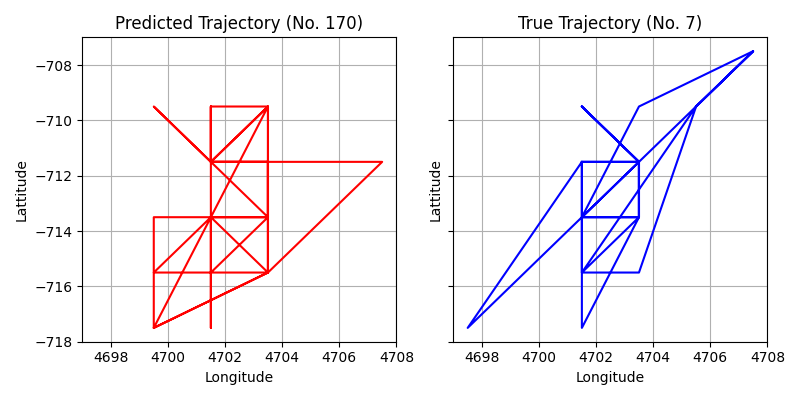 Predicted Trajectory (No. 170)
True Trajectory (No. 7)
−708
−710
−712
−714
−716
−718
Lattitude
Lattitude
4698 4700 4702 4704 4706 4708
4698 4700 4702 4704 4706 4708
Longitude
Longitude